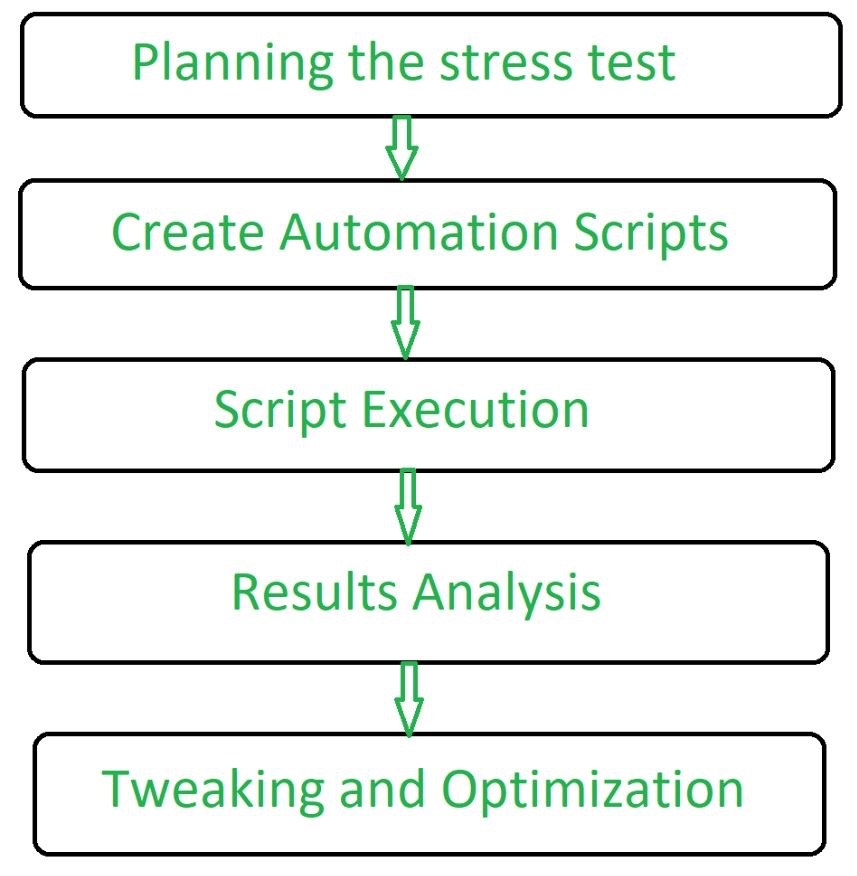 Planning the stress test
Create Automation Scripts
Script Execution
Results Analysis
Tweaking and Optimization